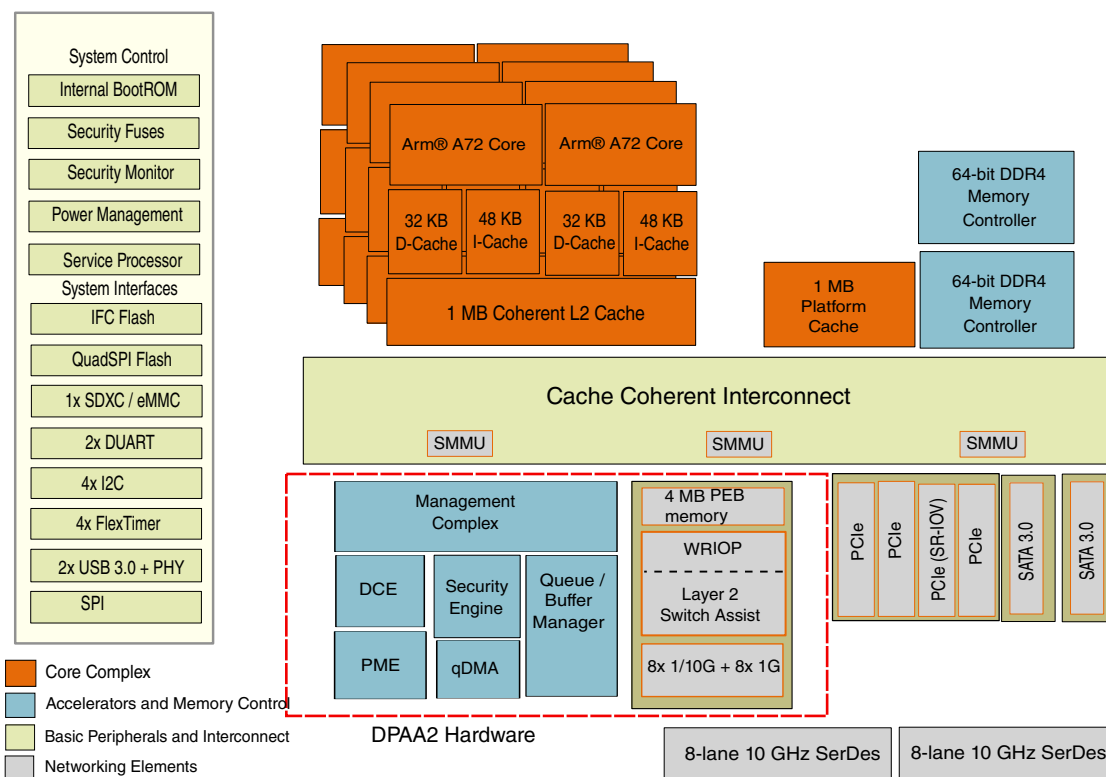 System Control
Internal BootROM
Security Fuses
Security Monitor
Power Management
Service Processor
System Interfaces
IFC Flash
QuadSPI Flash
1x SDXC / eMMC
2x DUART
4x I2C
4x FlexTimer
2x USB 3.0 + PHY
SPI
Core Complex
Accelerators and Memory Control
Basic Peripherals and Interconnect
Networking Elements
Arm® A72 Core
Arm® A72 Core
32 KB
D-Cache
48 KB
I-Cache
32 KB
D-Cache
48 KB
I-Cache
1 MB Coherent L2 Cache
1 MB
Platform
Cache
64-bit DDR4
Memory
Controller
64-bit DDR4
Memory
Controller
Cache Coherent Interconnect
SMMU
SMMU
SMMU
Management
Complex
DCE
Security
Engine
Queue /
Buffer
Manager
PME
qDMA
4 MB PEB
memory
WRIOP
Layer 2
Switch Assist
8x 1/10G + 8x 1G
DPAA2 Hardware
PCIe
PCIe
PCIe (SR-IOV)
PCIe
SATA 3.0
SATA 3.0
8-lane 10 GHz SerDes
8-lane 10 GHz SerDes